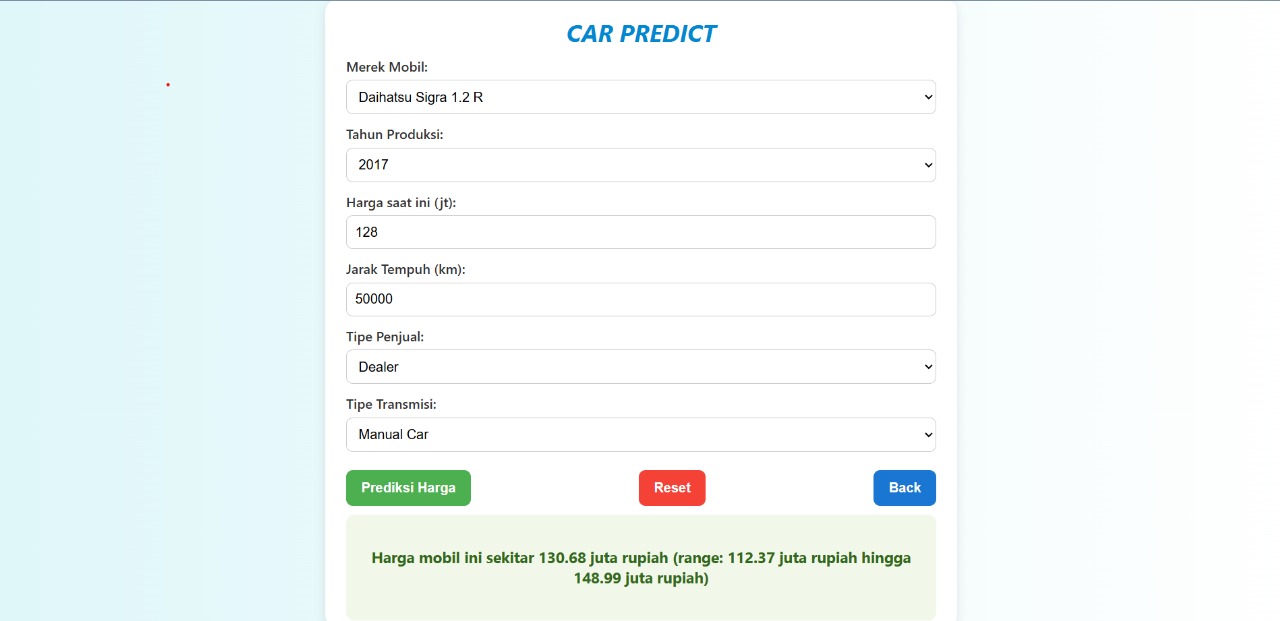 CAR PREDICT
Merek Mobil:
Daihatsu Sigra 1.2 R
Tahun Produksi:
2017
Harga saat ini (jt):
128
Jarak Tempuh (km):
50000
Tipe Penjual:
Dealer
Tipe Transmisi:
Manual Car
Prediksi Harga
Reset
Back
Harga mobil ini sekitar 130.68 juta rupiah (range: 112.37 juta rupiah hingga
148.99 juta rupiah)